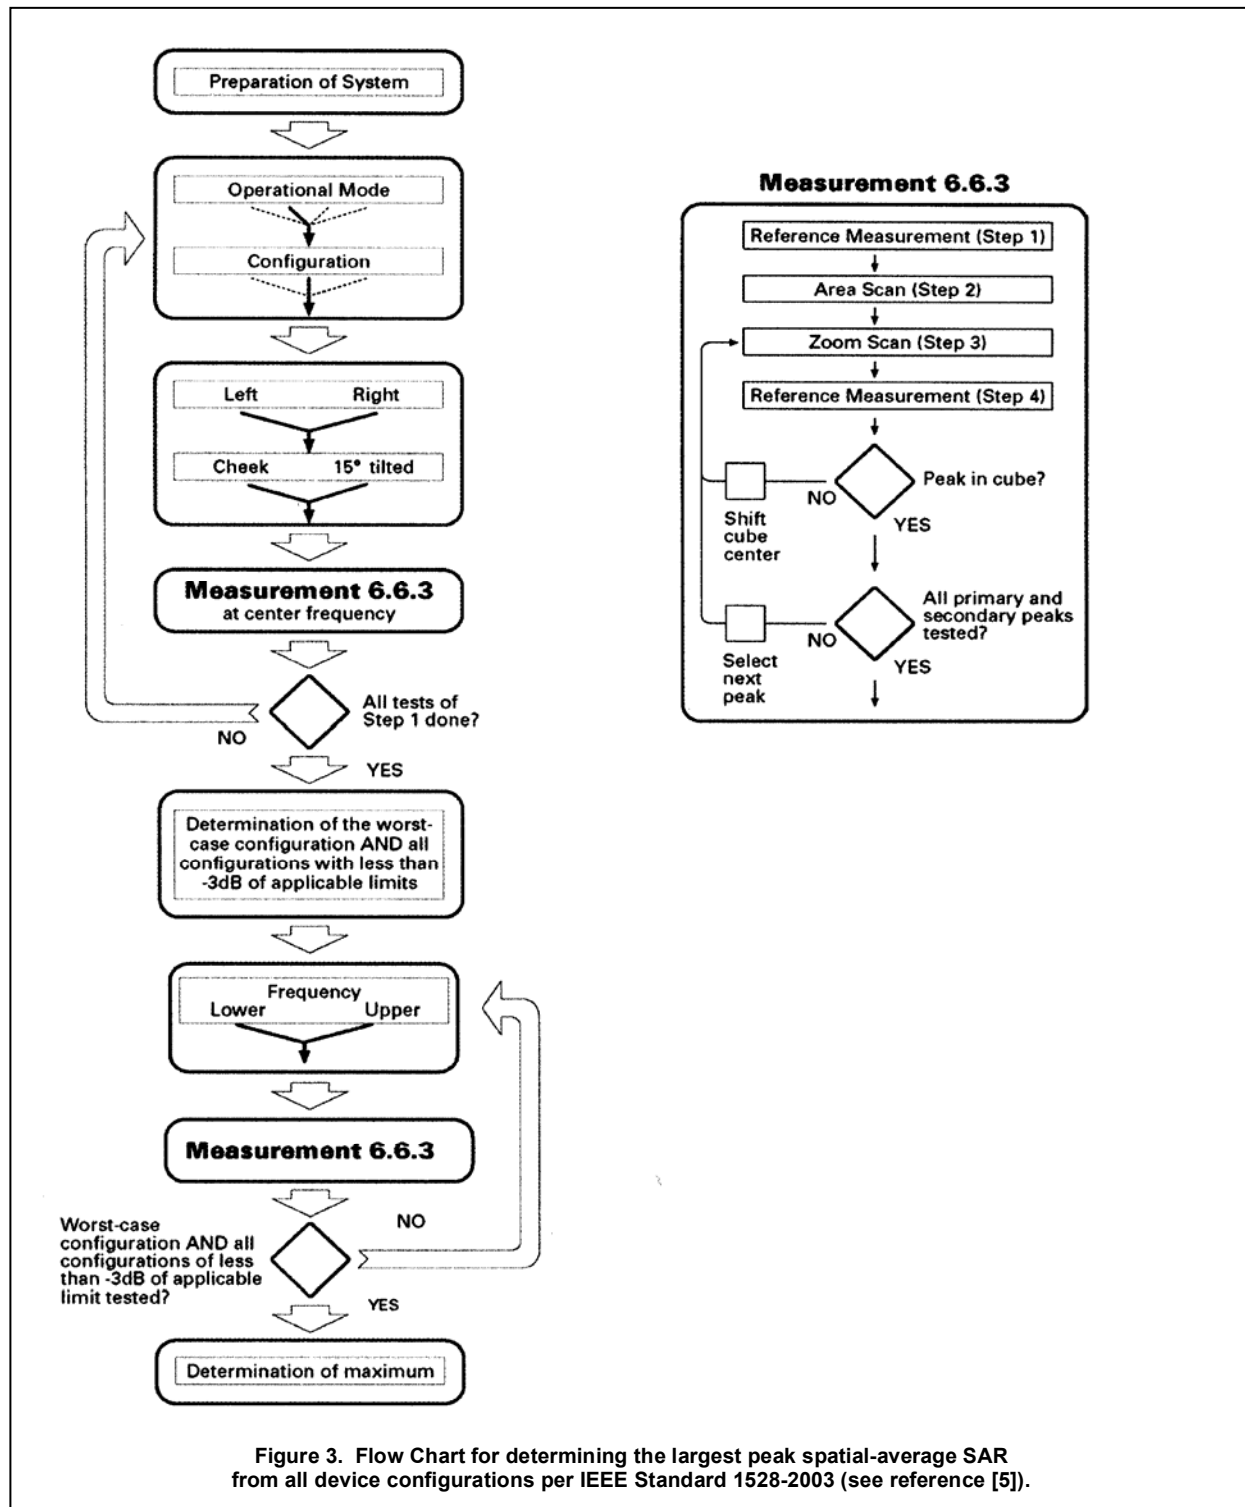 Preparation of System
Operational Mode
Configuration
Left Right
Cheek 15° tilted
Measurement 6.6.3
at center frequency
All tests of
Step 1 done?
NO
YES
Determination of the worst-
case configuration AND all
configurations with less than
-3dB of applicable limits
Frequency
Lower Upper
Measurement 6.6.3
NO
Worst-case
configuration AND all
configurations of less
than -3dB of applicable
limit tested?
YES
Determination of maximum
Measurement 6.6.3
Reference Measurement (Step 1)
Area Scan (Step 2)
Zoom Scan (Step 3)
Reference Measurement (Step 4)
Peak in cube?
NO
YES
Shift
cube
center
All primary and
secondary peaks
tested?
NO
YES
Select
next
peak
Figure 3. Flow Chart for determining the largest peak spatial-average SAR
from all device configurations per IEEE Standard 1528-2003 (see reference [5]).